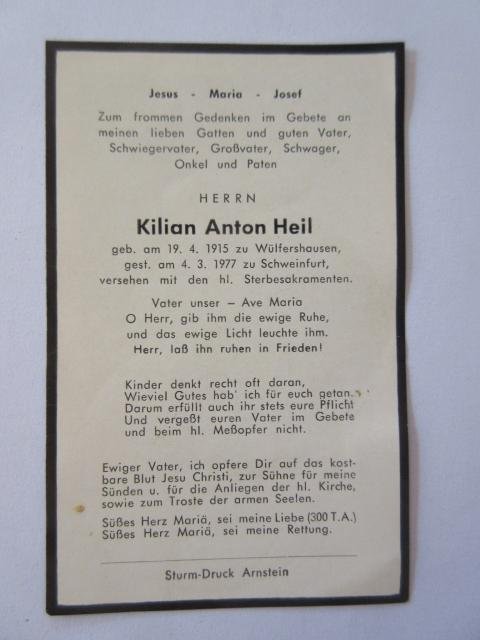 Jesus - Maria - Josef
Zum frommen Gedenken im Gebete an
meinen lieben Gatten und guten Vater,
Schwiegervater, Großvater, Schwager,
Onkel und Paten
HERRN
Kilian Anton Heil
geb. am 19. 4. 1915 zu Wülfershausen,
gest. am 4. 3. 1977 zu Schweinfurt,
versehen mit den hl. Sterbesakramenten.
Vater unser – Ave Maria
O Herr, gib ihm die ewige Ruhe,
und das ewige Licht leuchte ihm.
Herr, laß ihn ruhen in Frieden!
Kinder denkt recht oft daran,
Wieviel Gutes hab' ich für euch getan.
Darum erfüllt auch ihr stets eure Pflicht
Und vergeßt euren Vater im Gebete
und beim hl. Meßopfer nicht.
Ewiger Vater, ich opfere Dir auf das kost-
bare Blut Jesu Christi, zur Sühne für meine
Sünden u. für die Anliegen der hl. Kirche,
sowie zum Troste der armen Seelen.
Süßes Herz Mariä, sei meine Liebe (300 T.A.)
Süßes Herz Mariä, sei meine Rettung.
Sturm-Druck Arnstein